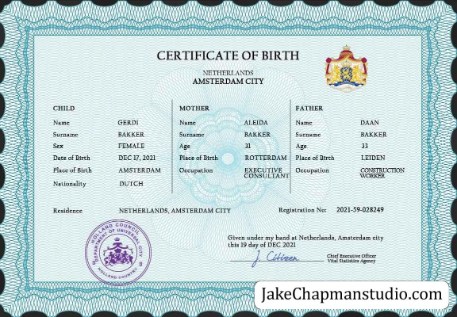 CERTIFICATE OF BIRTH
NETHERLANDS
AMSTERDAM CITY
CHILD MOTHER FATHER
Name GERDI Name ALEIDA Name DAAN
Surname BAKKER Surname BAKKER Surname BAKKER
Sex FEMALE Age 31 Age 33
Date of Birth DEC 17, 2021 Place of Birth ROTTERDAM Place of Birth LEIDEN
Place of Birth AMSTERDAM Occupation EXECUTIVE CONSULTANT Occupation CONSTRUCTION WORKER
Nationality DUTCH
Residence NETHERLANDS, AMSTERDAM CITY Registration No: 2021-59-028249
Given under my hand at Netherlands, Amsterdam city
this 19 day of DEC 2021
J. Citizen Chief Executive Officer
Vital Statistics Agency
HOLLAND COUNCIL
HOLLAND COUNTRY
JakeChapmanstudio.com